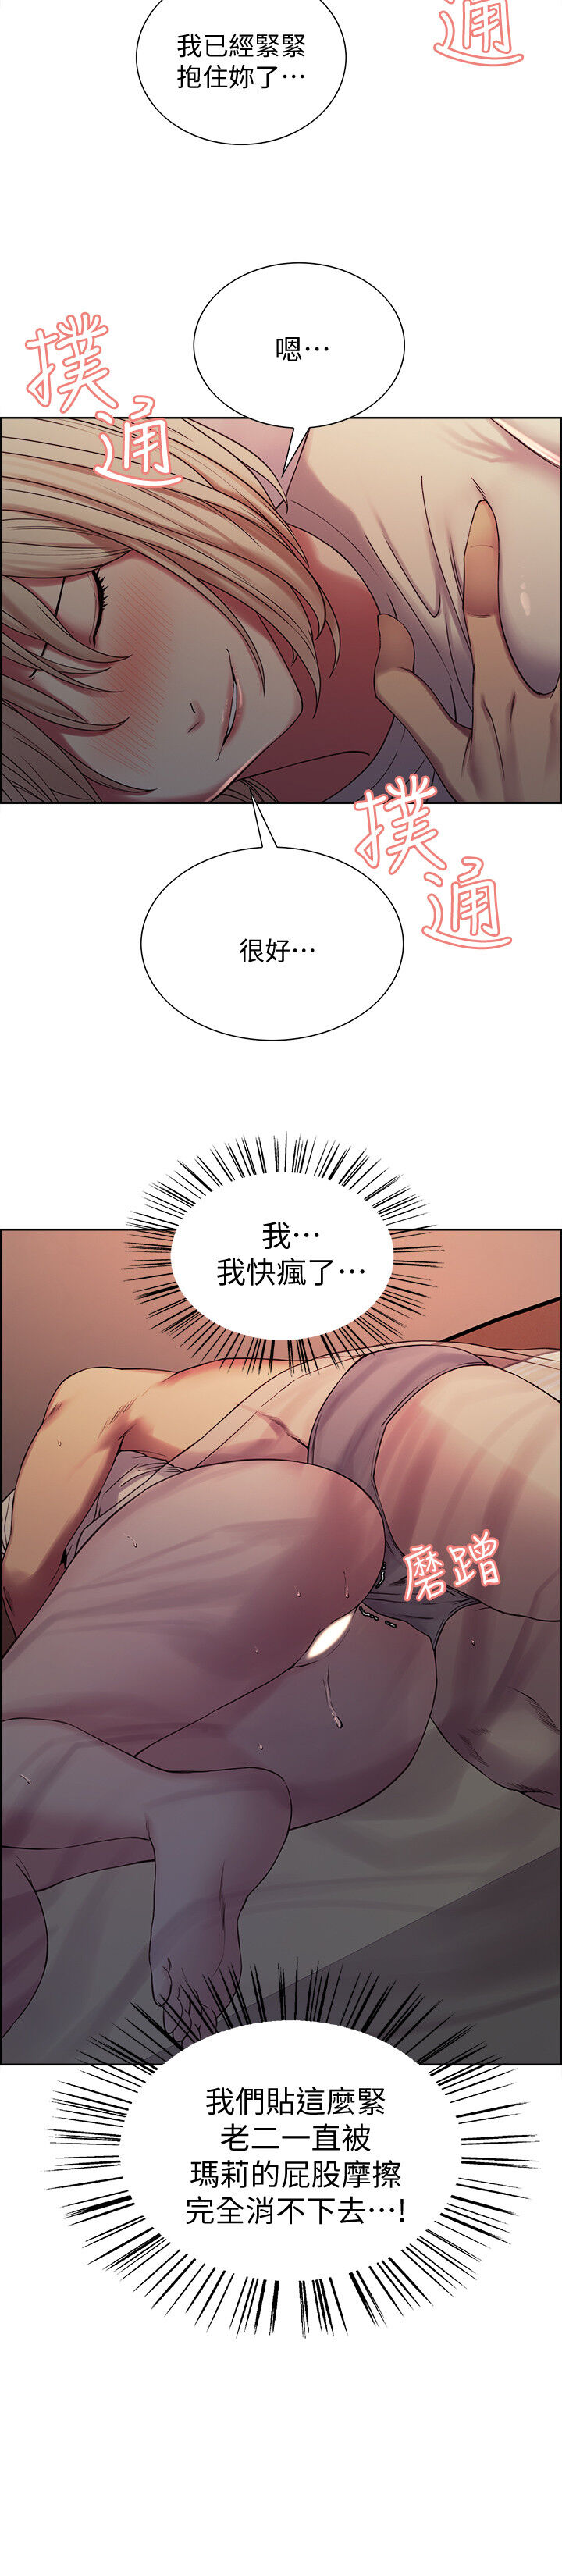 通
我已經緊緊
抱住妳了⋯
嗯⋯
撲
通
撲
通
很好⋯
我⋯
我快瘋了⋯
磨蹭
我們貼這麼緊
老二一直被
瑪莉的屁股摩擦
完全消不下去⋯!